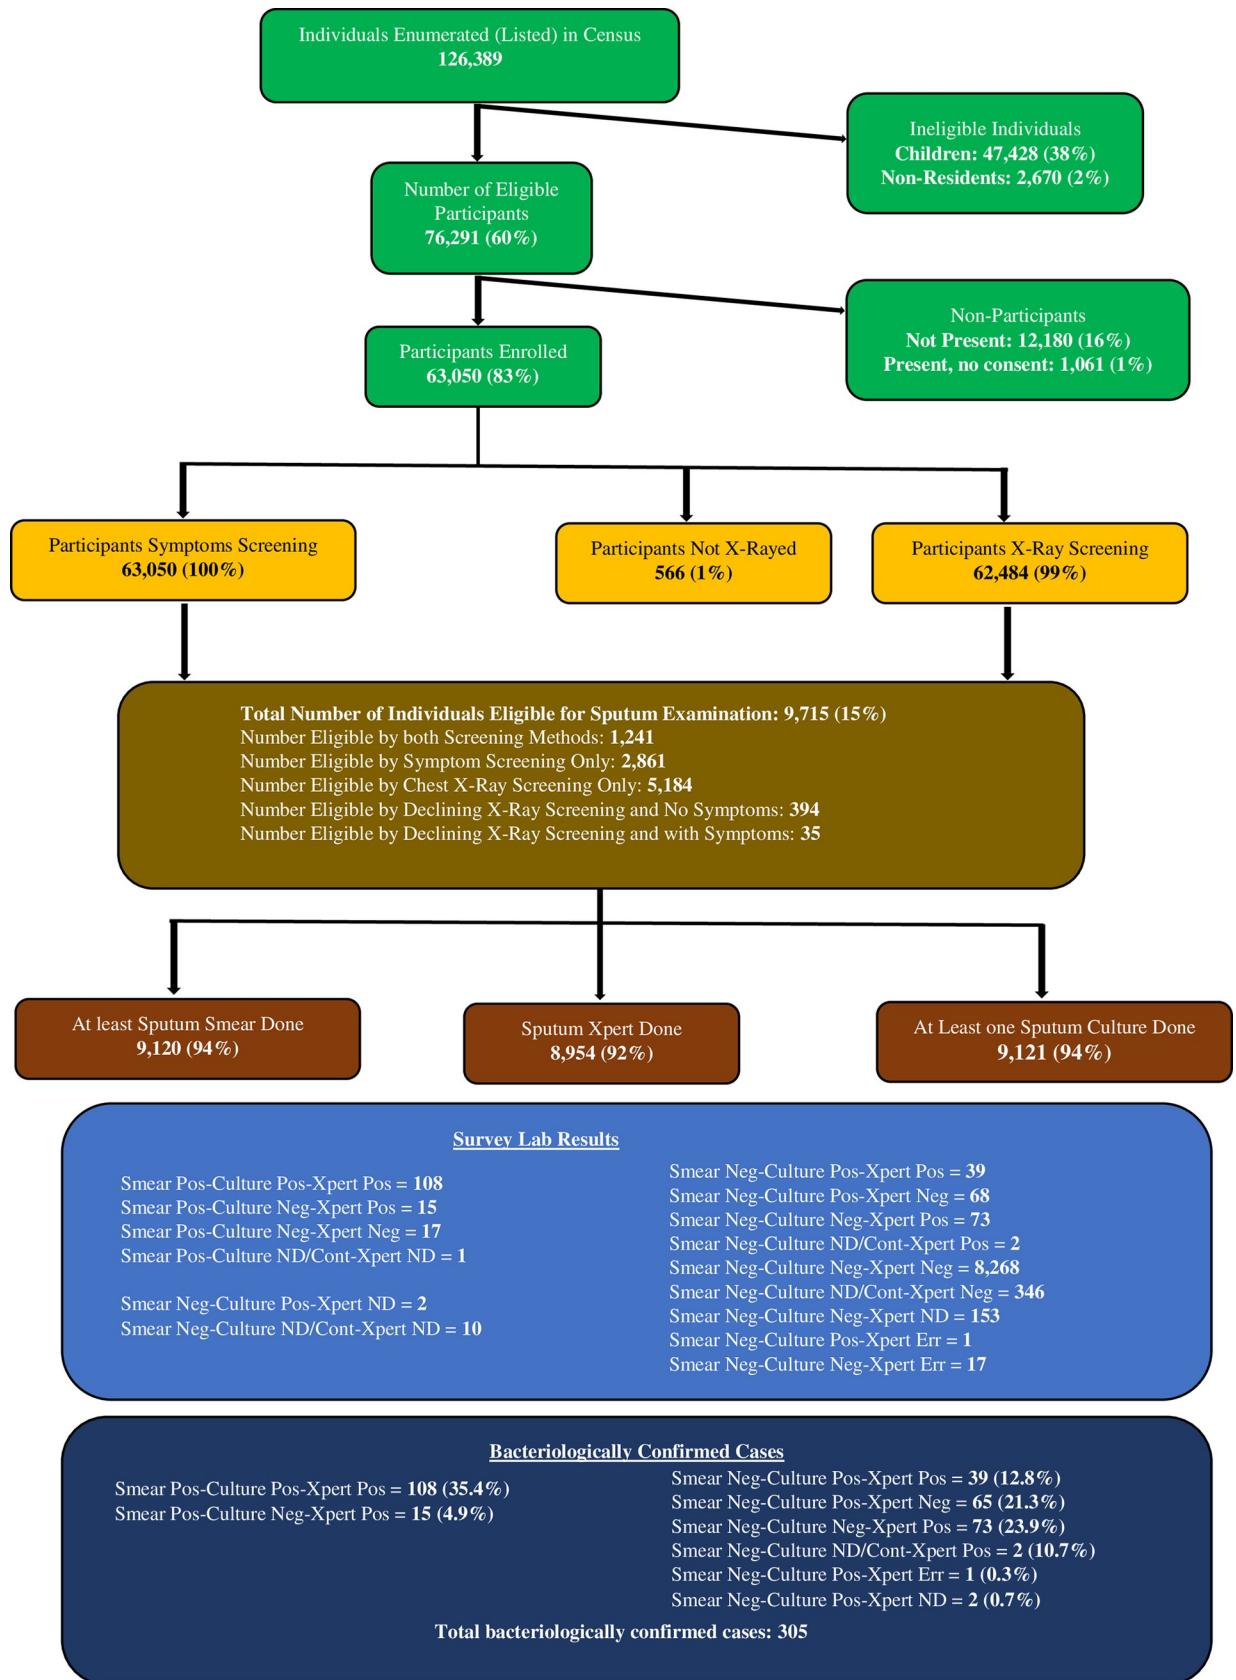 Individuals Enumerated (Listed) in Census
126,389
Ineligible Individuals
Children: 47,428 (38%)
Non-Residents: 2,670 (2%)
Number of Eligible
Participants
76,291 (60%)
Non-Participants
Not Present: 12,180 (16%)
Present, no consent: 1,061 (1%)
Participants Enrolled
63,050 (83%)
Participants Symptoms Screening
63,050 (100%)
Participants Not X-Rayed
566 (1%)
Participants X-Ray Screening
62,484 (99%)
Total Number of Individuals Eligible for Sputum Examination: 9,715 (15%)
Number Eligible by both Screening Methods: 1,241
Number Eligible by Symptom Screening Only: 2,861
Number Eligible by Chest X-Ray Screening Only: 5,184
Number Eligible by Declining X-Ray Screening and No Symptoms: 394
Number Eligible by Declining X-Ray Screening and with Symptoms: 35
At least Sputum Smear Done
9,120 (94%)
Sputum Xpert Done
8,954 (92%)
At Least one Sputum Culture Done
9,121 (94%)
Survey Lab Results
Smear Pos-Culture Pos-Xpert Pos = 108
Smear Pos-Culture Neg-Xpert Pos = 15
Smear Pos-Culture Neg-Xpert Neg = 17
Smear Pos-Culture ND/Cont-Xpert ND = 1
Smear Neg-Culture Pos-Xpert ND = 2
Smear Neg-Culture ND/Cont-Xpert ND = 10
Smear Neg-Culture Pos-Xpert Pos = 39
Smear Neg-Culture Pos-Xpert Neg = 68
Smear Neg-Culture Neg-Xpert Pos = 73
Smear Neg-Culture ND/Cont-Xpert Pos = 2
Smear Neg-Culture Neg-Xpert Neg = 8,268
Smear Neg-Culture ND/Cont-Xpert Neg = 346
Smear Neg-Culture Neg-Xpert ND = 153
Smear Neg-Culture Pos-Xpert Err = 1
Smear Neg-Culture Neg-Xpert Err = 17
Bacteriologically Confirmed Cases
Smear Pos-Culture Pos-Xpert Pos = 108 (35.4%)
Smear Pos-Culture Neg-Xpert Pos = 15 (4.9%)
Smear Neg-Culture Pos-Xpert Pos = 39 (12.8%)
Smear Neg-Culture Pos-Xpert Neg = 65 (21.3%)
Smear Neg-Culture Neg-Xpert Pos = 73 (23.9%)
Smear Neg-Culture ND/Cont-Xpert Pos = 2 (10.7%)
Smear Neg-Culture Pos-Xpert Err = 1 (0.3%)
Smear Neg-Culture Pos-Xpert ND = 2 (0.7%)
Total bacteriologically confirmed cases: 305